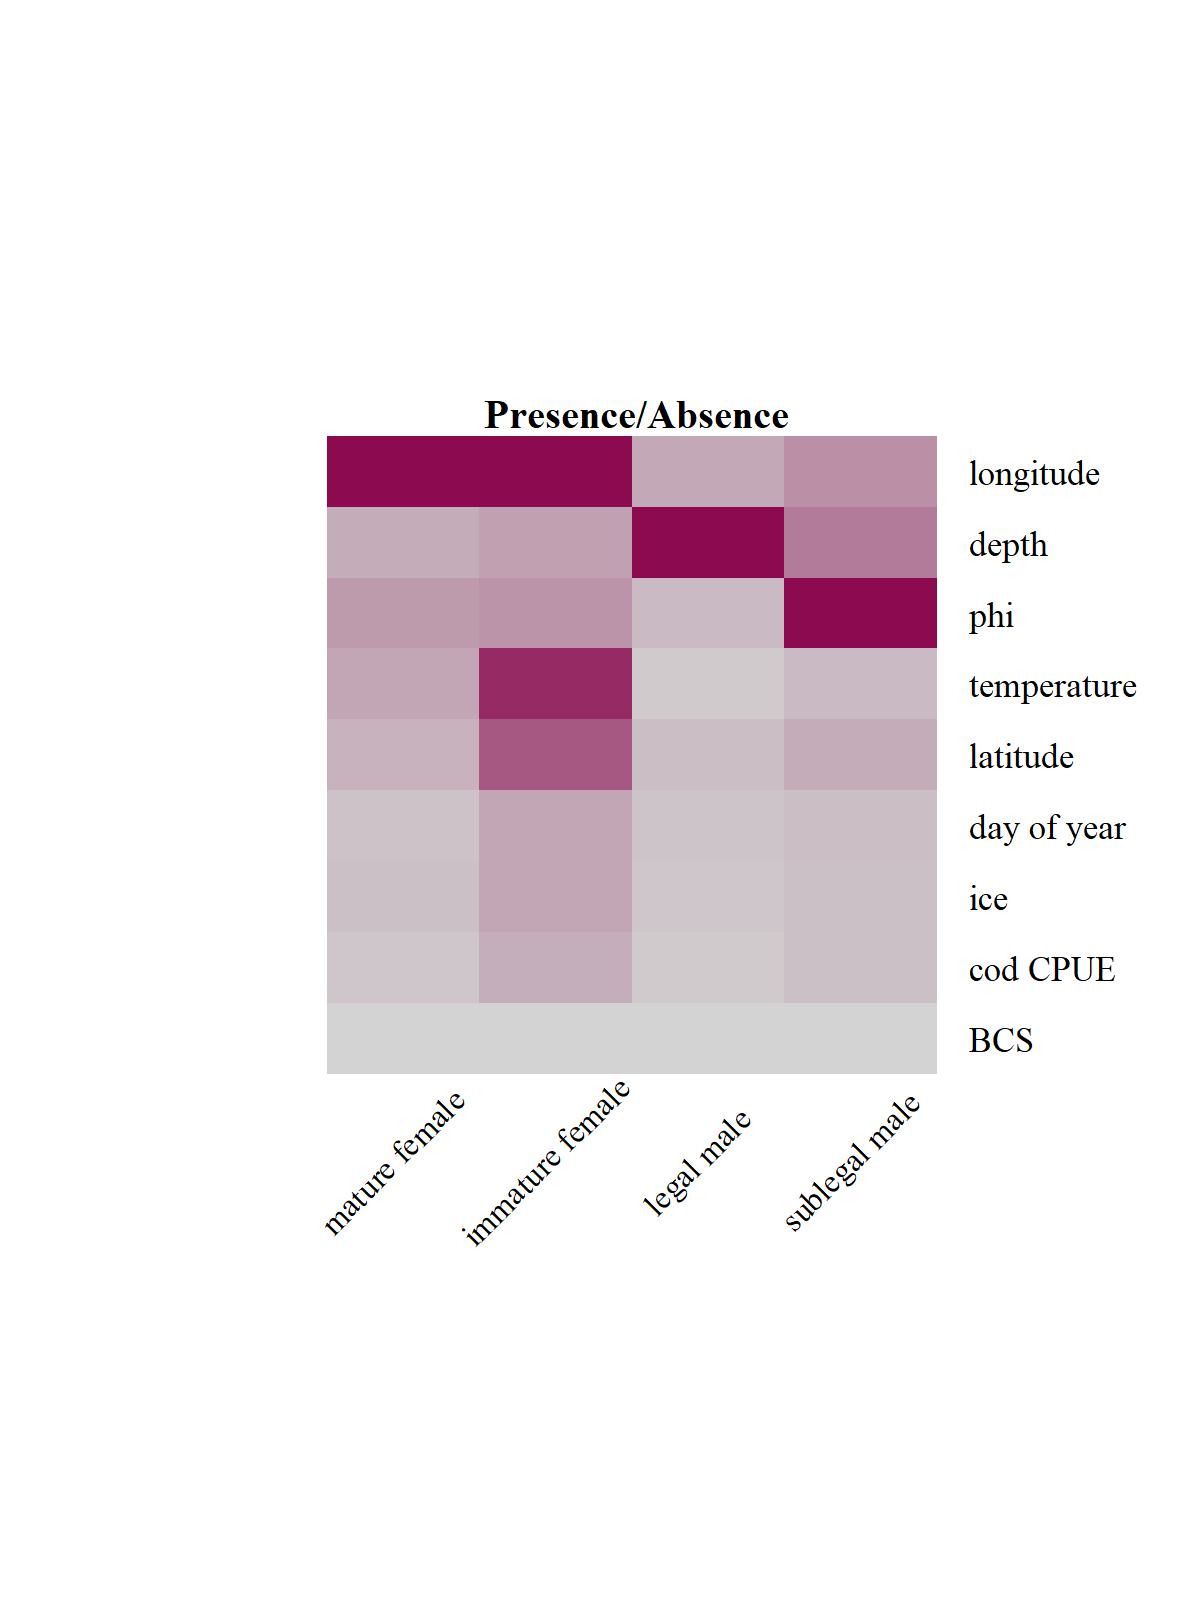 Presence/Absence
longitude
depth
phi
temperature
latitude
day of year
ice
cod CPUE
BCS
mature female
immature female
legal male
sublegal male